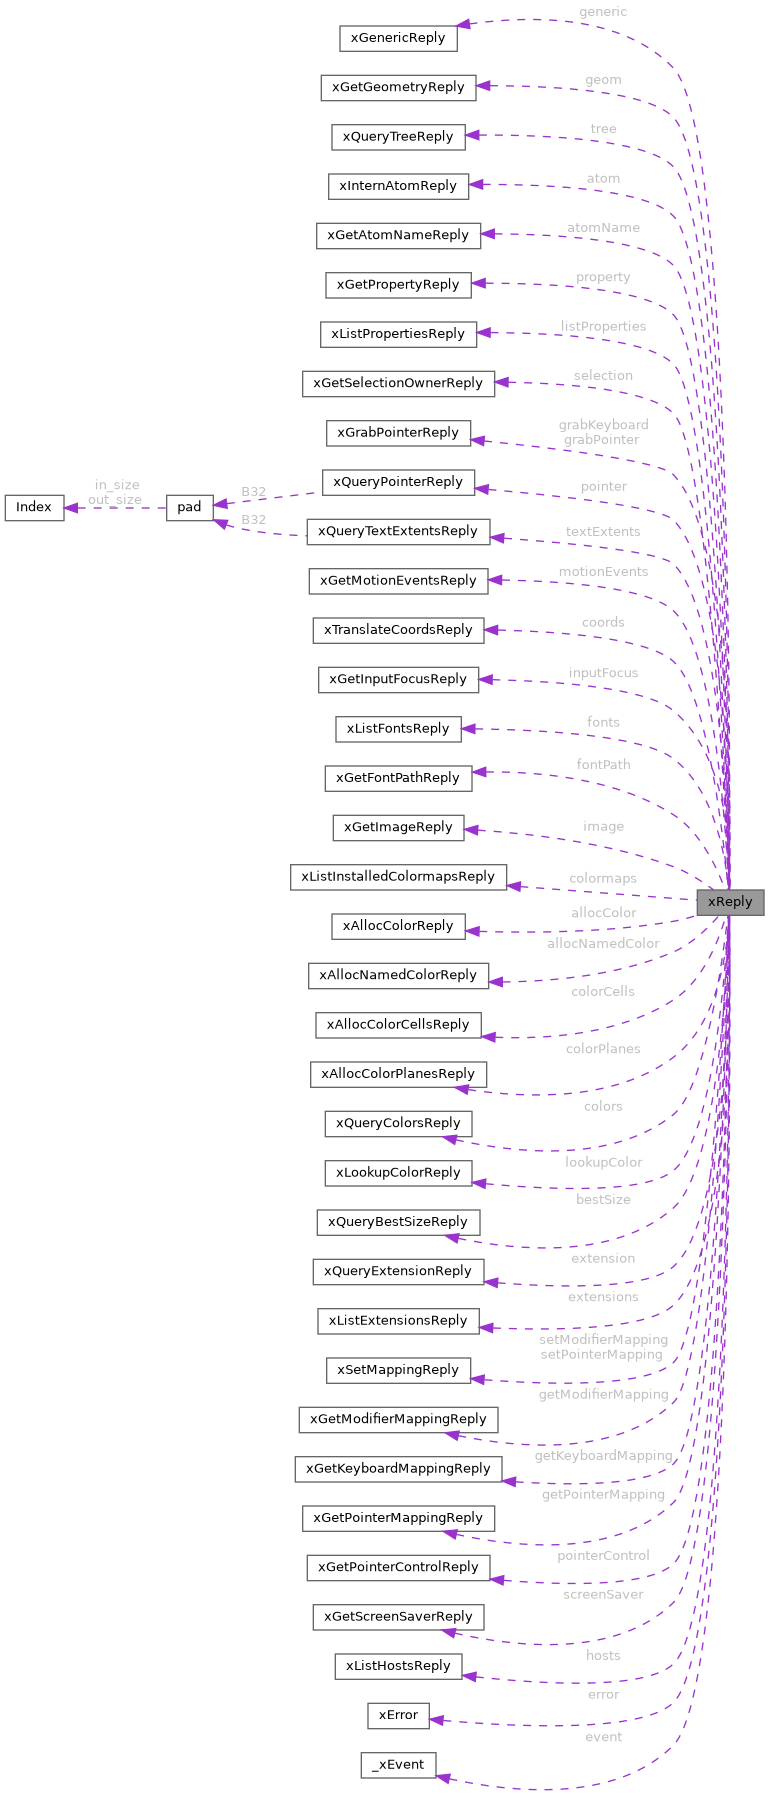 generic
xGenericReply
geom
xGetGeometryReply
tree
xQueryTreeReply
atom
xInternAtomReply
atomName
xGetAtomNameReply
property
xGetPropertyReply
listProperties
xListPropertiesReply
selection
xGetSelectionOwnerReply
grabKeyboard
grabPointer
xGrabPointerReply
pointer
xQueryPointerReply
in_size
out_size
B32
Index
pad
B32
textExtents
xQueryTextExtentsReply
motionEvents
xGetMotionEventsReply
coords
xTranslateCoordsReply
inputFocus
xGetInputFocusReply
fonts
xListFontsReply
fontPath
xGetFontPathReply
image
xGetImageReply
colormaps
xListInstalledColormapsReply
xReply
allocColor
xAllocColorReply
allocNamedColor
xAllocNamedColorReply
colorCells
xAllocColorCellsReply
colorPlanes
xAllocColorPlanesReply
colors
xQueryColorsReply
lookupColor
xLookupColorReply
bestSize
xQueryBestSizeReply
extension
xQueryExtensionReply
extensions
xListExtensionsReply
setModifierMapping
setPointerMapping
xSetMappingReply
getModifierMapping
xGetModifierMappingReply
getKeyboardMapping
xGetKeyboardMappingReply
getPointerMapping
xGetPointerMappingReply
pointerControl
xGetPointerControlReply
screenSaver
xGetScreenSaverReply
hosts
xListHostsReply
error
xError
event
_xEvent